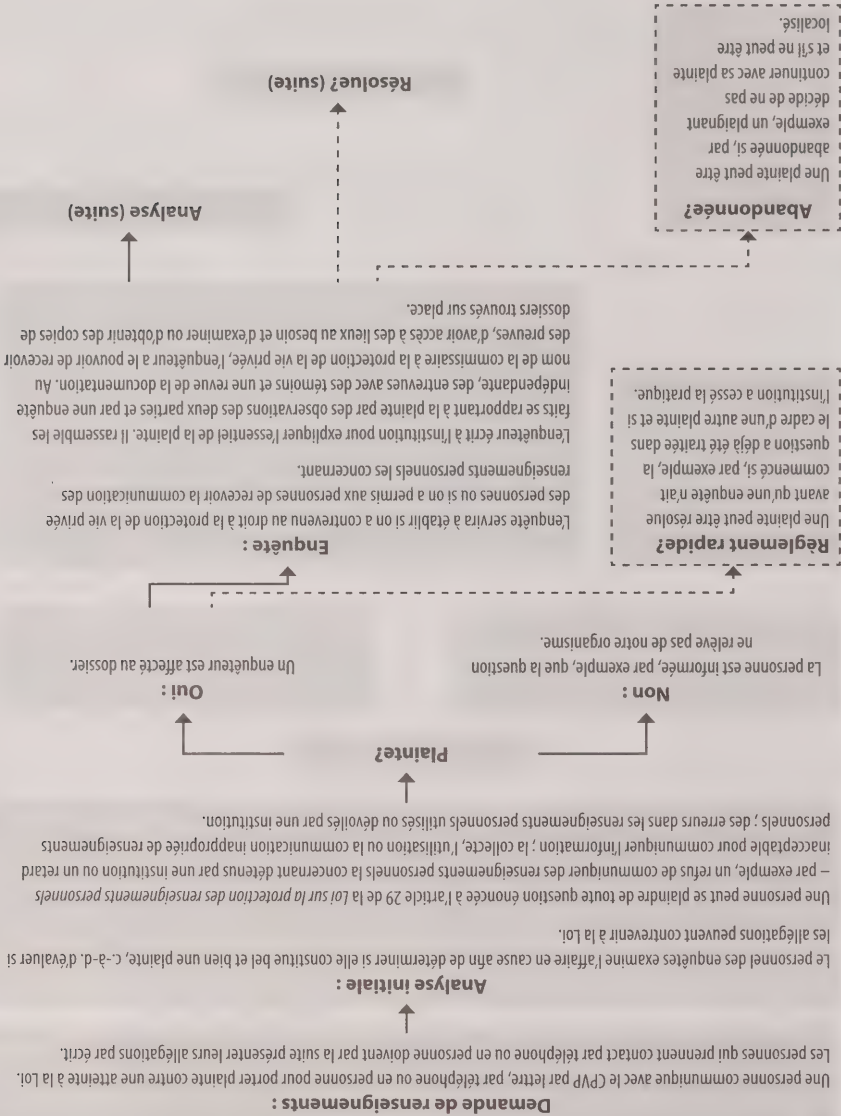 Demande de renseignements :
Une personne communique avec le CPVP par lettre, par téléphone ou en personne pour porter plainte contre une atteinte à la Loi.
Les personnes qui prennent contact par téléphone ou en personne doivent par la suite présenter leurs allégations par écrit.
Analyse initiale :
Le personnel des enquêtes examine l'affaire en cause afin de déterminer si elle constitue bel et bien une plainte, c.-à-d. d'évaluer si
les allégations peuvent contrevenir à la Loi.
Une personne peut se plaindre de toute question énoncée à l'article 29 de la Loi sur la protection des renseignements personnels
– par exemple, un refus de communiquer des renseignements personnels la concernant détenus par une institution ou un retard
inacceptable pour communiquer l'information ; la collecte, l'utilisation ou la communication inappropriée de renseignements
personnels ; des erreurs dans les renseignements personnels utilisés ou dévoilés par une institution.
Plainte?
Non :
La personne est informée, par exemple, que la question
ne relève pas de notre organisme.
Oui :
Un enquêteur est affecté au dossier.
Règlement rapide?
Une plainte peut être résolue
avant qu'une enquête n'ait
commencé si, par exemple, la
question a déjà été traitée dans
le cadre d'une autre plainte et si
l'institution a cessé la pratique.
Enquête :
L'enquête servira à établir si on a contrevenu au droit à la protection de la vie privée
des personnes ou si on a permis aux personnes de recevoir la communication des
renseignements personnels les concernant.
L'enquêteur écrit à l'institution pour expliquer l'essentiel de la plainte. Il rassemble les
faits se rapportant à la plainte par des observations des deux parties et par une enquête
indépendante, des entrevues avec des témoins et une revue de la documentation. Au
nom de la commissaire à la protection de la vie privée, l'enquêteur a le pouvoir de recevoir
des preuves, d'avoir accès à des lieux au besoin et d'examiner ou d'obtenir des copies de
dossiers trouvés sur place.
Abandonnée?
Une plainte peut être
abandonnée si, par
exemple, un plaignant
décide de ne pas
continuer avec sa plainte
et s'il ne peut être
localisé.
Analyse (suite)
Résolue? (suite)